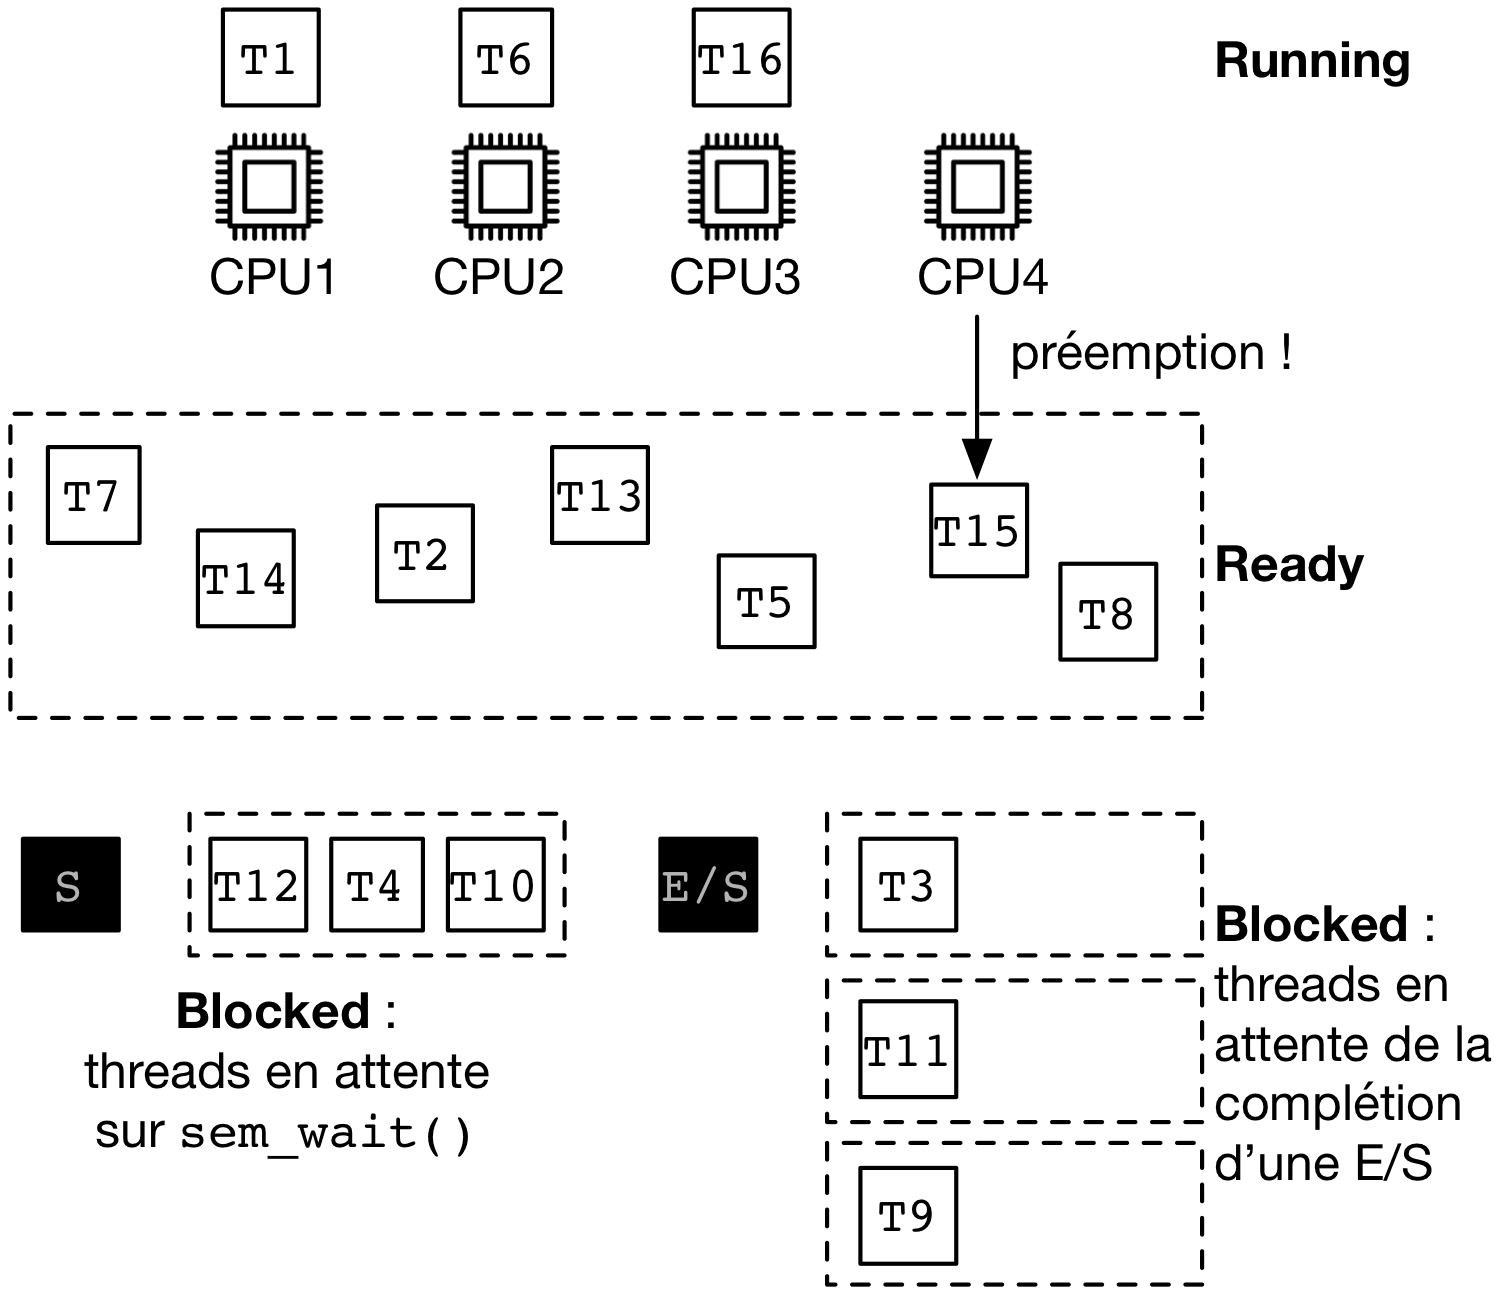 T1
T6
T16
Running
CPU1
CPU2
CPU3
CPU4
préemption !
T7
T14
T2
T13
T5
T15
T8
Ready
S
T12
T4
T10
Blocked :
threads en attente
sur sem_wait()
E/S
T3
T11
T9
Blocked :
threads en
attente de la
complétion
d'une E/S